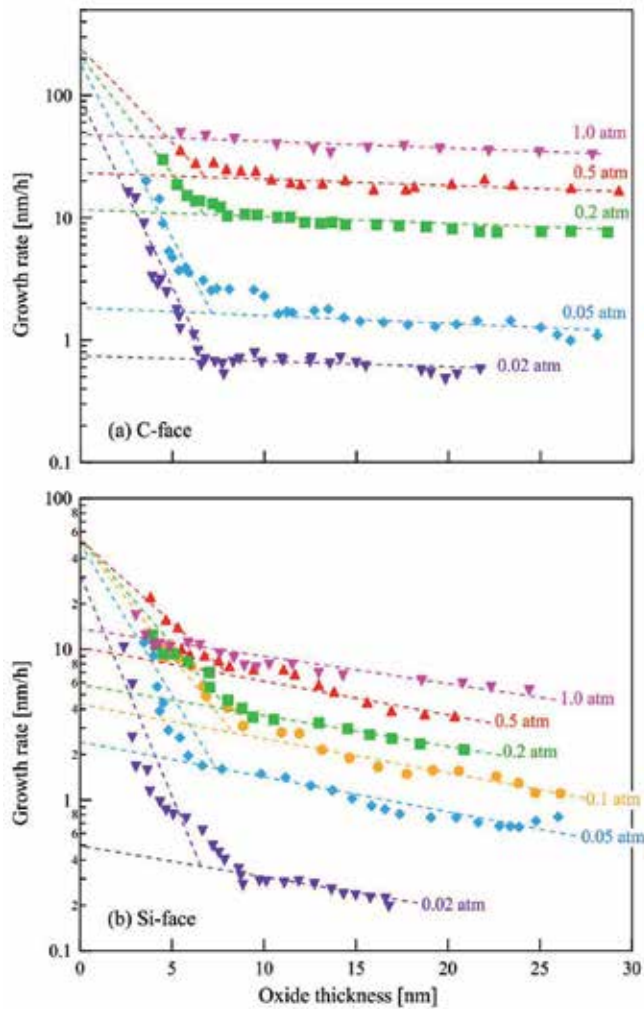 100
10
1
0.1
Growth rate [nm/h]
1.0 atm
0.5 atm
0.2 atm
0.05 atm
0.02 atm
(a) C-face
100
8
6
4
2
10
8
6
4
2
1
8
6
4
2
0.1
Growth rate [nm/h]
1.0 atm
0.5 atm
0.2 atm
0.1 atm
0.05 atm
0.02 atm
(b) Si-face
0 5 10 15 20 25 30
Oxide thickness [nm]